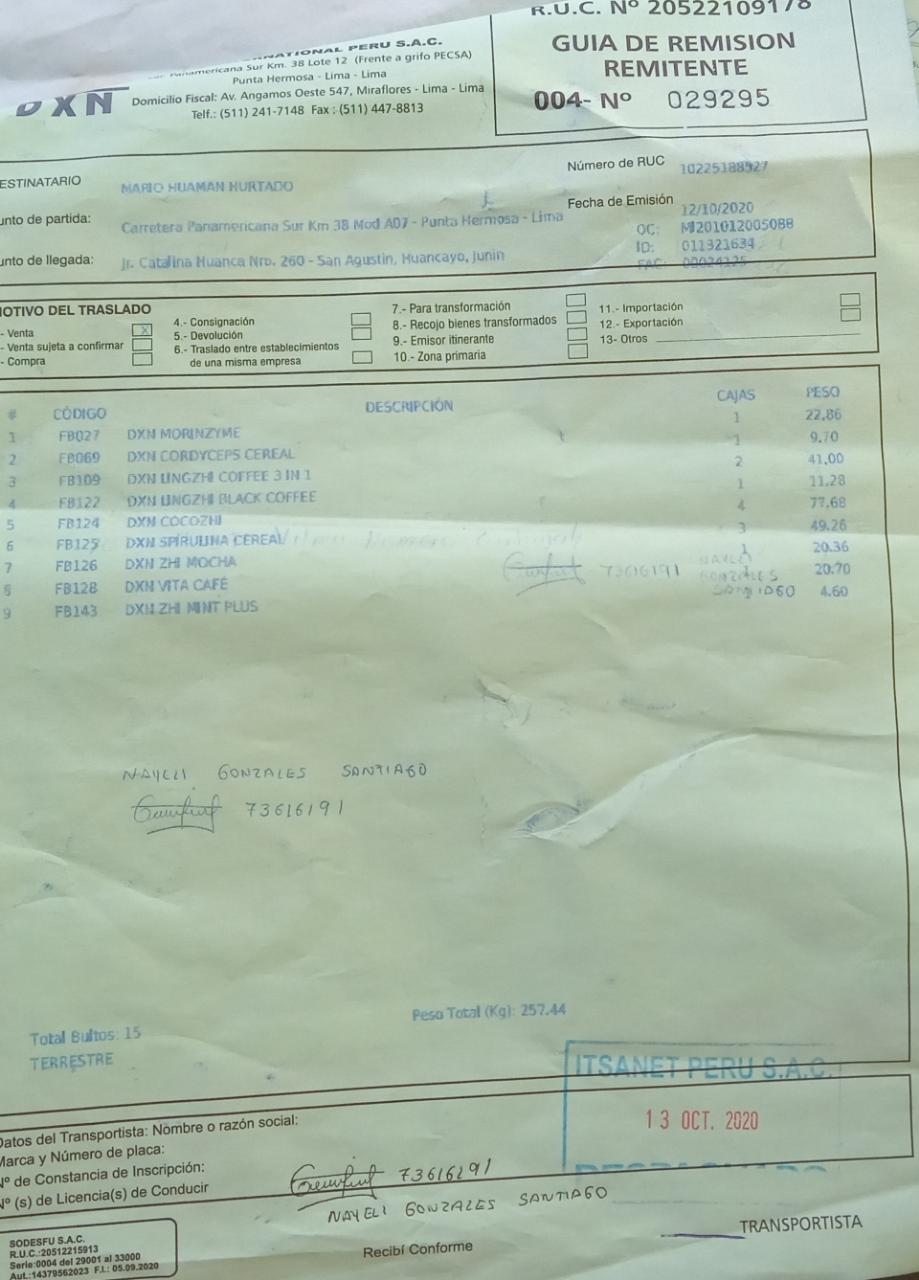 R.U.C. Nº 20522109178
GUIA DE REMISION
REMITENTE
004- Nº 029295
DXN
NATIONAL PERU S.A.C.
Panamericana Sur Km. 38 Lote 12 (Frente a grifo PECSA)
Punta Hermosa - Lima - Lima
Domicilio Fiscal: Av. Angamos Oeste 547, Miraflores - Lima - Lima
Telf.: (511) 241-7148 Fax : (511) 447-8813
ESTINATARIO MARIO HUAMAN HURTADO Número de RUC 10225188527
unto de partida: Carretera Panamericana Sur Km 38 Mod A07 - Punta Hermosa - Lima Fecha de Emisión 12/10/2020
OC: MI201012005088
unto de llegada: Jr. Catalina Huanca Nro. 260 - San Agustin, Huancayo, Junin ID: 011321634
FAC: 00024125
OTIVO DEL TRASLADO
- Venta X
- Venta sujeta a confirmar
- Compra
4.- Consignación
5.- Devolución
6.- Traslado entre establecimientos
de una misma empresa
7.- Para transformación
8.- Recojo bienes transformados
9.- Emisor itinerante
10.- Zona primaria
11.- Importación
12.- Exportación
13- Otros
# CÓDIGO DESCRIPCIÓN CAJAS PESO
1 FB027 DXN MORINZYME 1 22.86
2 FB069 DXN CORDYCEPS CEREAL 1 9.70
3 FB109 DXN LINGZHI COFFEE 3 IN 1 2 41.00
4 FB122 DXN LINGZHI BLACK COFFEE 1 11.28
5 FB124 DXN COCOZHI 4 77.68
6 FB125 DXN SPIRULINA CEREAL 3 49.26
7 FB126 DXN ZHI MOCHA 1 20.36
8 FB128 DXN VITA CAFÉ 20.70
9 FB143 DXN ZHI MINT PLUS 4.60
73616191 NAYELI
GONZALES
SANTIAGO
NAYELI GONZALES SANTIAGO
73616191
Peso Total (Kg): 257.44
Total Bultos: 15
TERRESTRE
ITSANET PERU S.A.C.
13 OCT. 2020
Datos del Transportista: Nombre o razón social:
Marca y Número de placa:
Nº de Constancia de Inscripción:
Nº (s) de Licencia(s) de Conducir
73616191
NAYELI GONZALES SANTIAGO
Recibí Conforme
TRANSPORTISTA
SODESFU S.A.C.
R.U.C.:20512215913
Serie:0004 del 29001 al 33000
Aut.:14379562023 F.I.: 05.09.2020